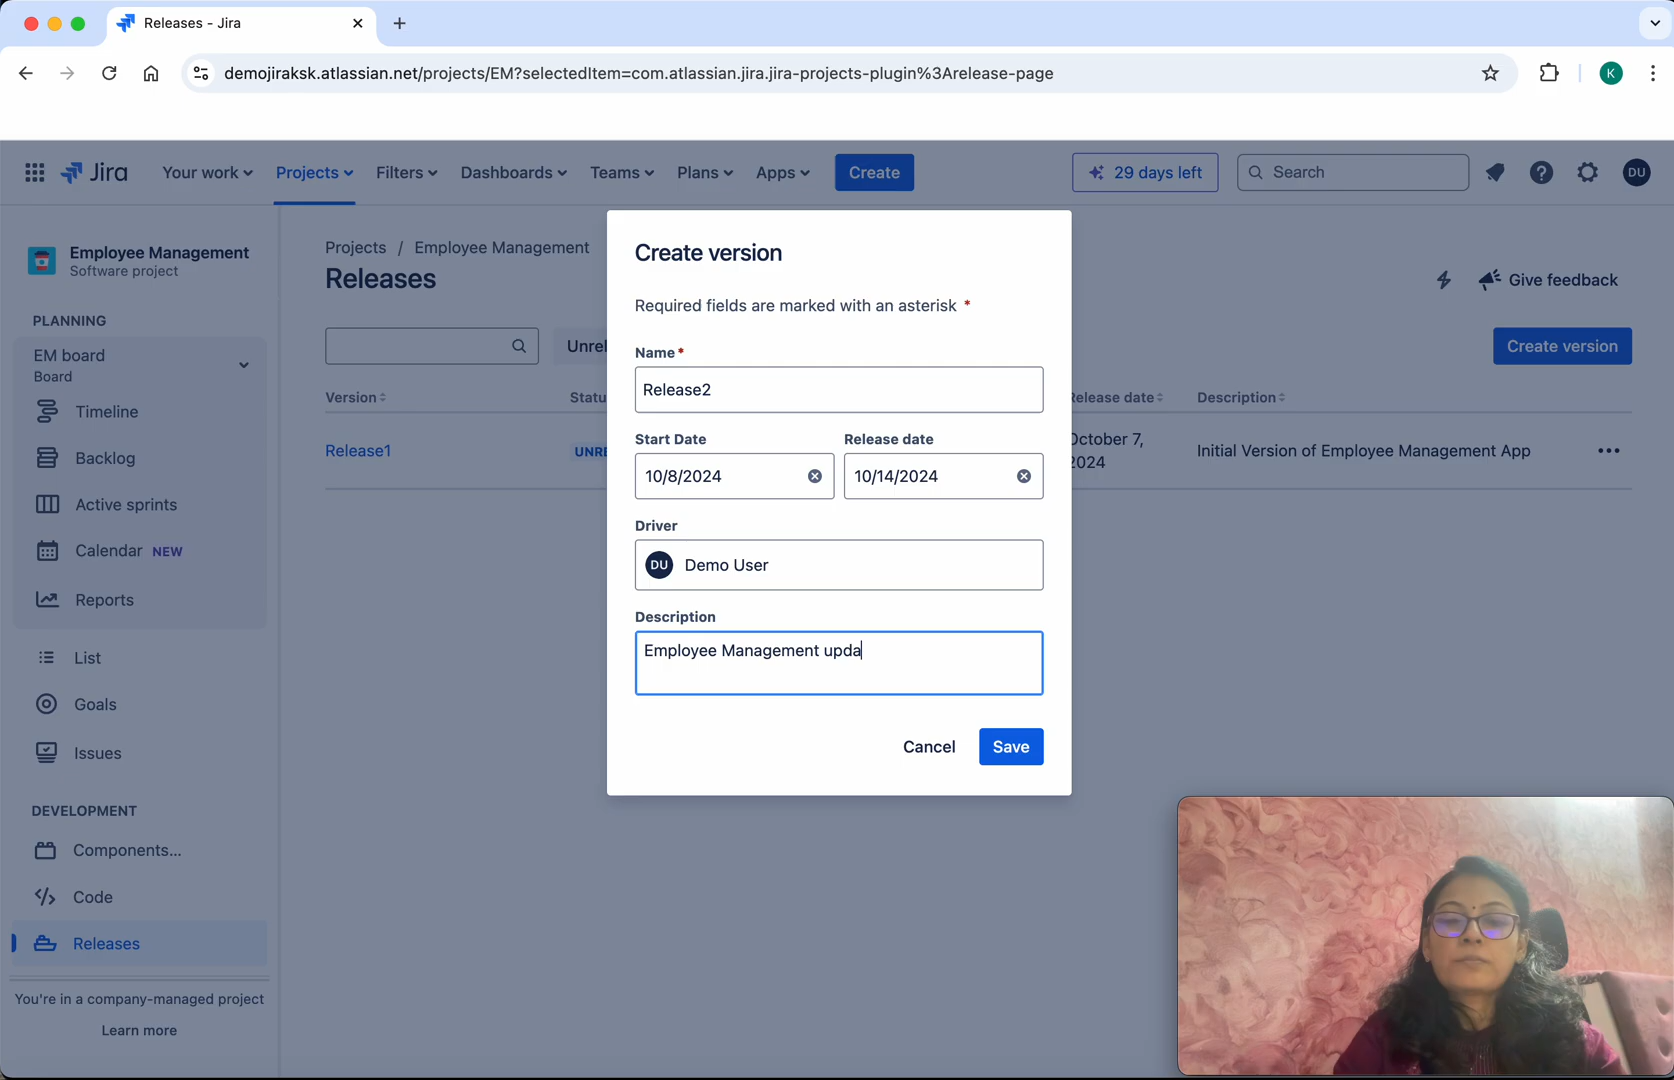 Releases - Jira
demojiraksk.atlassian.net/projects/EM?selectedItem=com.atlassian.jira.jira-projects-plugin%3Arelease-page
K
Jira
Your work
Projects
Filters
Dashboards
Teams
Plans
Apps
Create
29 days left
Search
DU
Employee Management
Software project
PLANNING
EM board
Board
Timeline
Backlog
Active sprints
Calendar NEW
Reports
List
Goals
Issues
DEVELOPMENT
Components...
Code
Releases
You're in a company-managed project
Learn more
Projects / Employee Management
Releases
Give feedback
Unrel
Create version
Version
Statu
Release date
Description
Release1
UNRE
October 7,
2024
Initial Version of Employee Management App
Create version
Required fields are marked with an asterisk *
Name*
Release2
Start Date
Release date
10/8/2024
10/14/2024
Driver
DU Demo User
Description
Employee Management upda
Cancel
Save